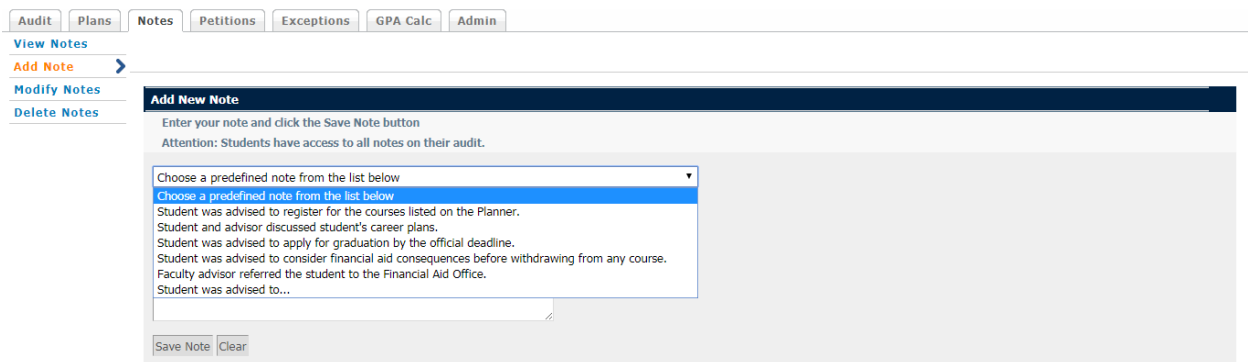 Audit Plans Notes Petitions Exceptions GPA Calc Admin
View Notes
Add Note
Modify Notes
Delete Notes
Add New Note
Enter your note and click the Save Note button
Attention: Students have access to all notes on their audit.
Choose a predefined note from the list below
Choose a predefined note from the list below
Student was advised to register for the courses listed on the Planner.
Student and advisor discussed student's career plans.
Student was advised to apply for graduation by the official deadline.
Student was advised to consider financial aid consequences before withdrawing from any course.
Faculty advisor referred the student to the Financial Aid Office.
Student was advised to...
Save Note Clear